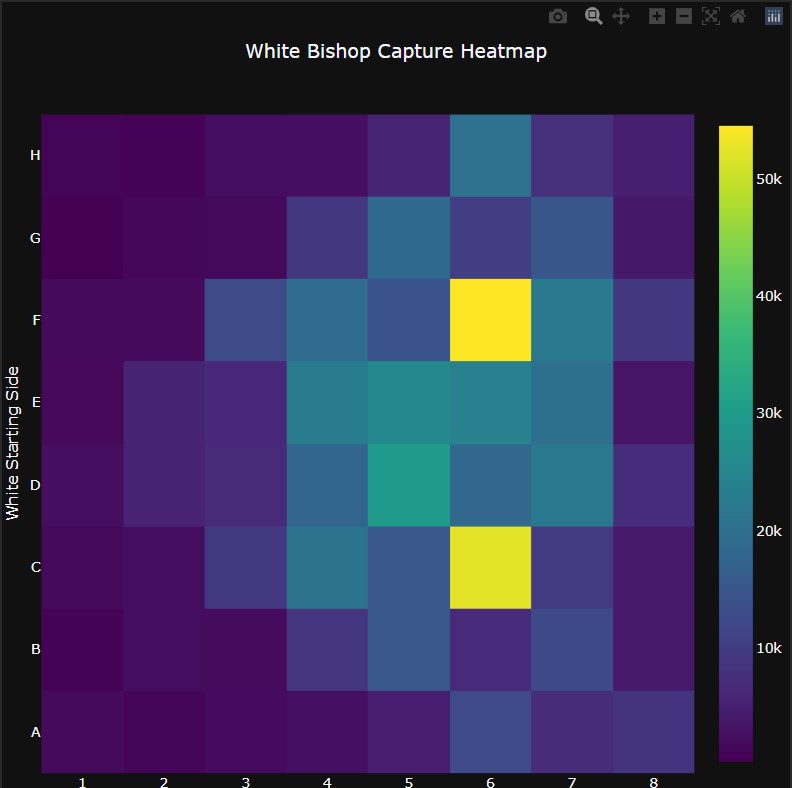 White Bishop Capture Heatmap
H
G
F
E
D
C
B
A
White Starting Side
1 2 3 4 5 6 7 8
50k
40k
30k
20k
10k